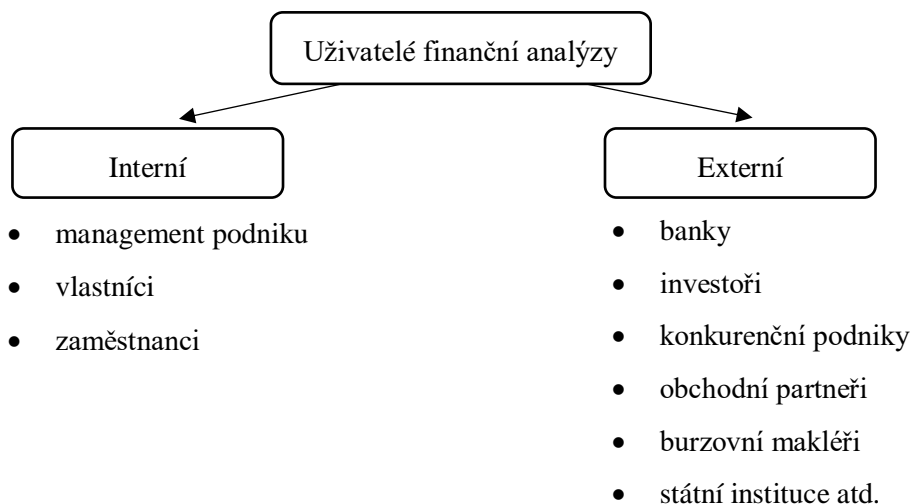 Uživatelé finanční analýzy
Interní
• management podniku
• vlastníci
• zaměstnanci
Externí
• banky
• investoři
• konkurenční podniky
• obchodní partneři
• burzovní makléři
• státní instituce atd.